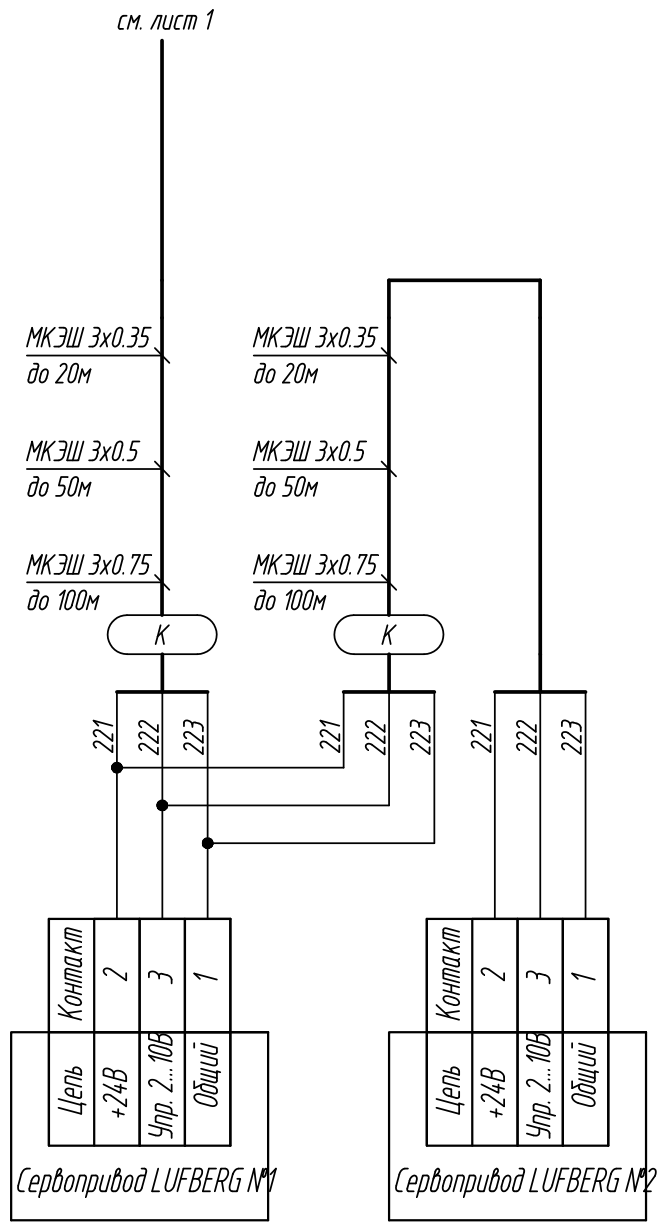 см. лист 1
МКЭШ 3х0.35
до 20м
МКЭШ 3х0.5
до 50м
МКЭШ 3х0.75
до 100м
К
МКЭШ 3х0.35
до 20м
МКЭШ 3х0.5
до 50м
МКЭШ 3х0.75
до 100м
К
221
222
223
221
222
223
221
222
223
Контакт
2
3
1
Цепь
+24В
Упр. 2...10В
Общий
Сервопривод LUFBERG №1
Контакт
2
3
1
Цепь
+24В
Упр. 2...10В
Общий
Сервопривод LUFBERG №2